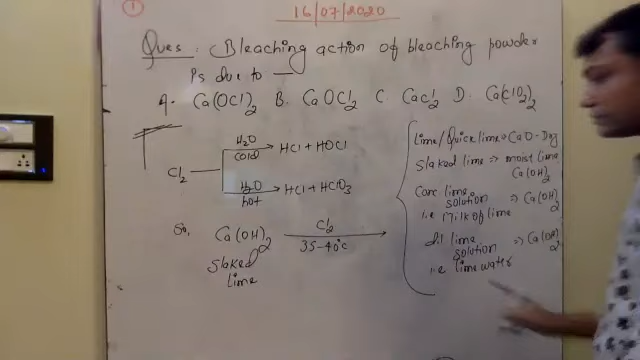 1
16/07/2020
Ques: Bleaching action of bleaching powder
is due to —
A. Ca(OCl)2 B. CaOCl2 C. CaCl2 D. Ca(ClO2)2
Cl2
H2O
cold
HCl + HOCl
H2O
hot
HCl + HClO3
So, Ca(OH)2
Slaked
lime
Cl2
35-40°C
Lime/Quick lime ⇒ CaO - Dry
Slaked lime ⇒ moist lime
Ca(OH)2
Conc lime
solution ⇒ Ca(OH)2
i.e Milk of lime
dil lime
solution ⇒ Ca(OH)2
i.e lime water